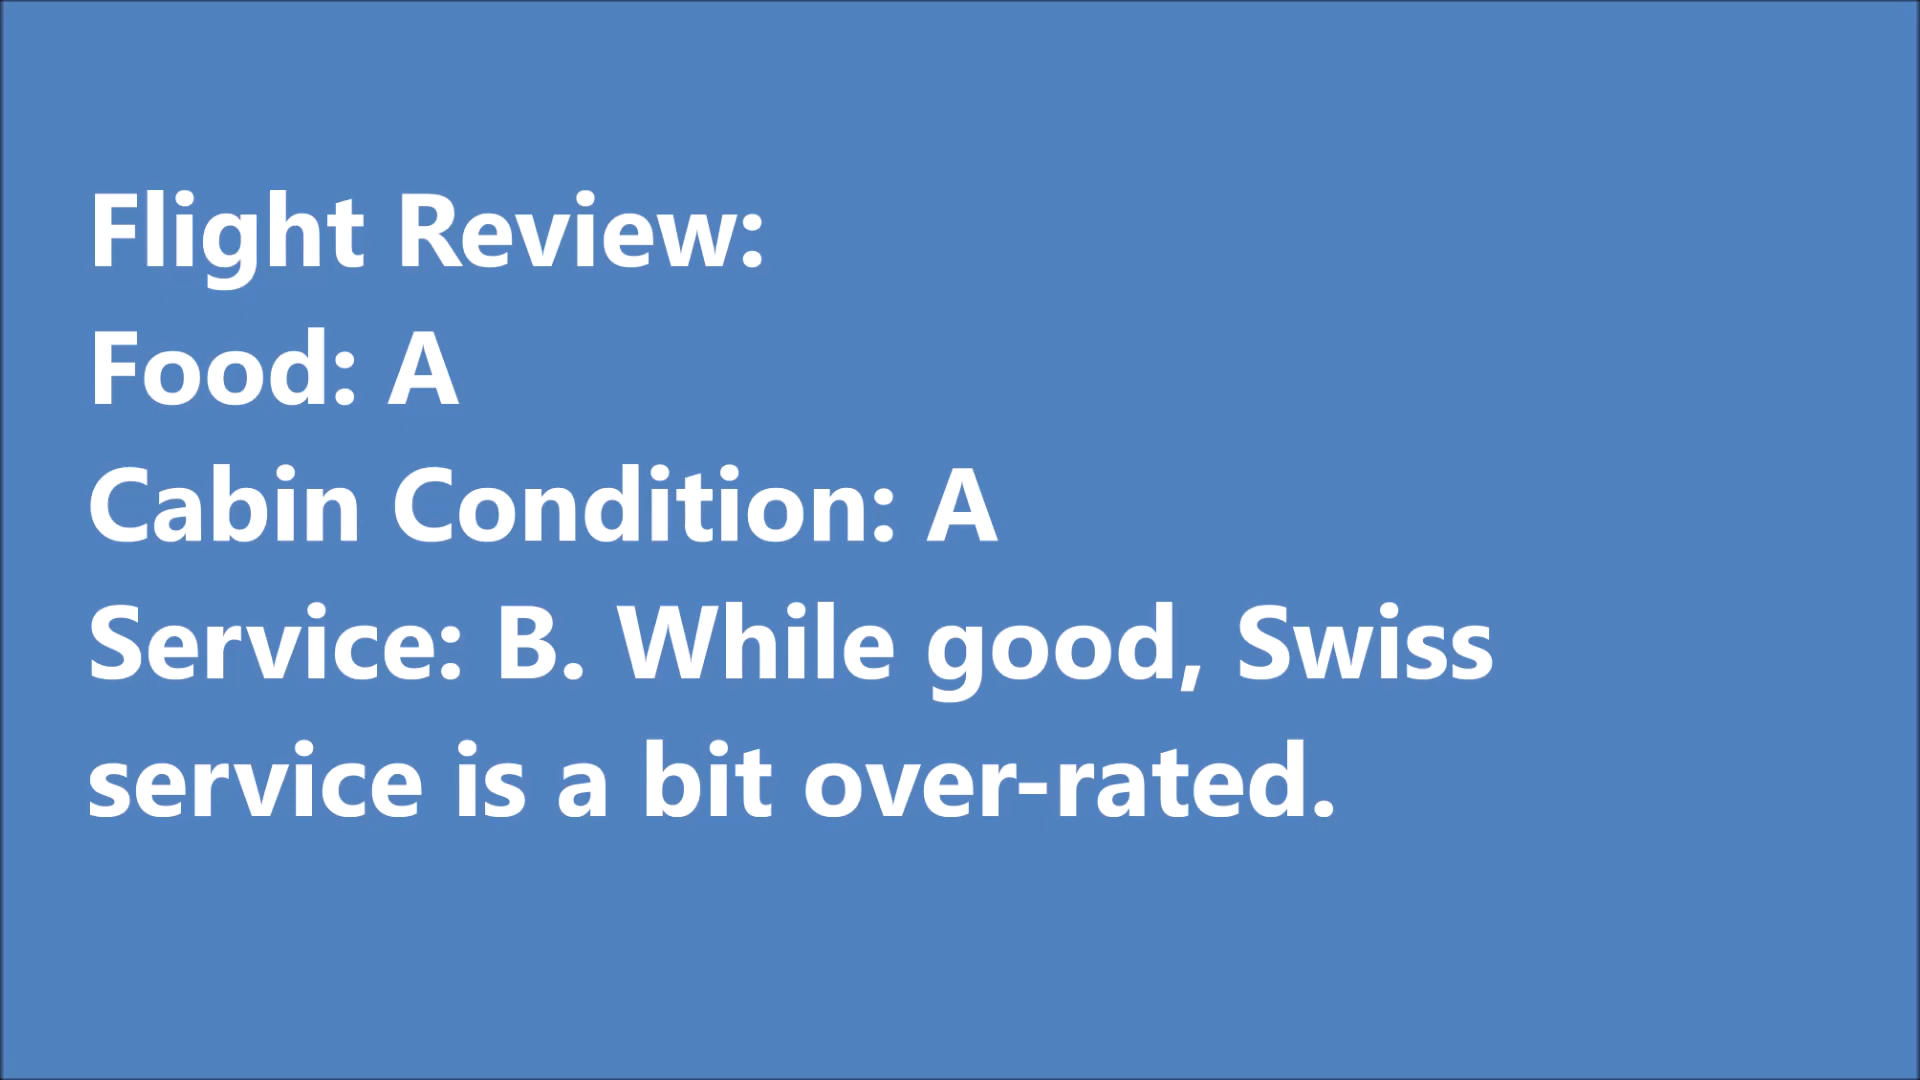 Flight Review:
Food: A
Cabin Condition: A
Service: B. While good, Swiss
service is a bit over-rated.